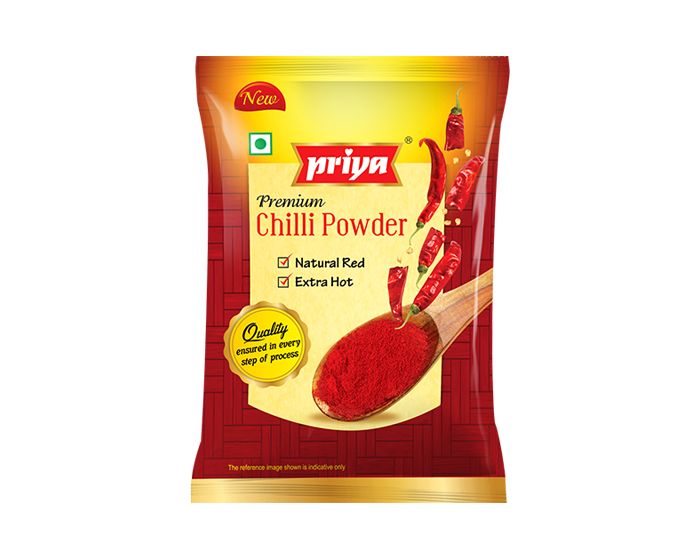 New
priya®
Premium
Chilli Powder
Natural Red
Extra Hot
Quality
ensured in every
step of process
The reference image shown is indicative only